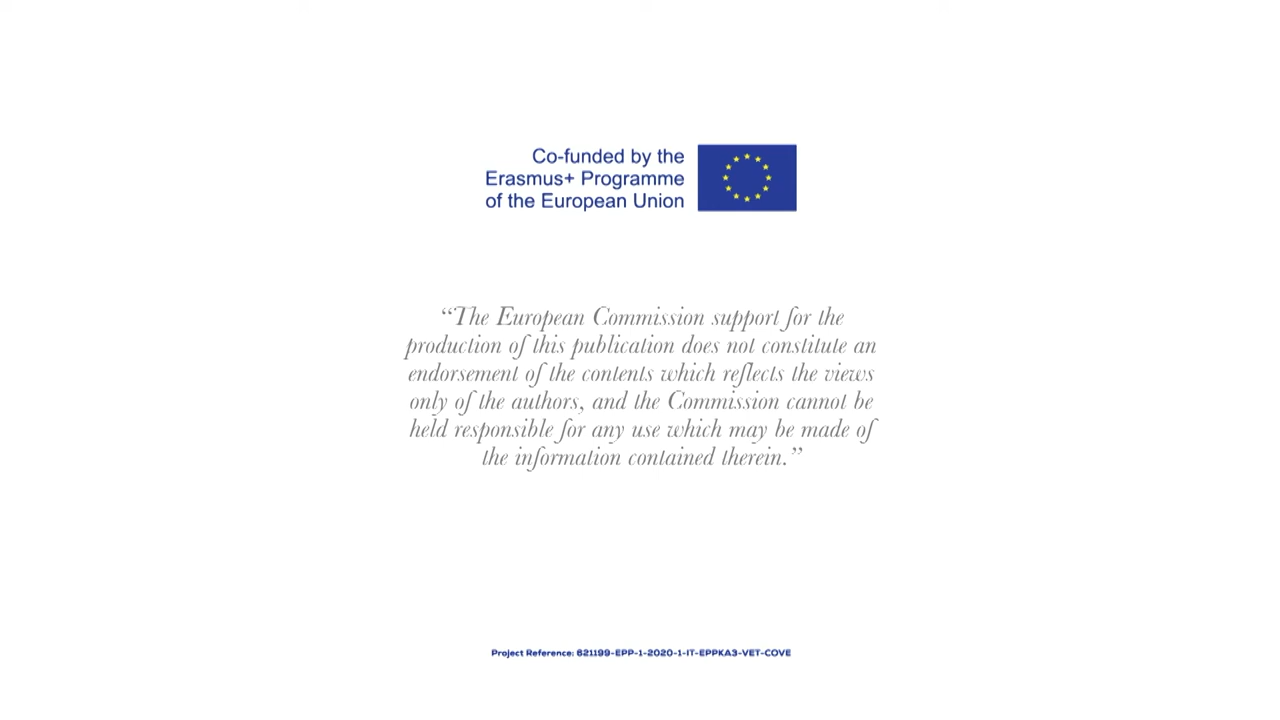 Co-funded by the
Erasmus+ Programme
of the European Union
“The European Commission support for the
production of this publication does not constitute an
endorsement of the contents which reflects the views
only of the authors, and the Commission cannot be
held responsible for any use which may be made of
the information contained therein.”
Project Reference: 621199-EPP-1-2020-1-IT-EPPKA3-VET-COVE